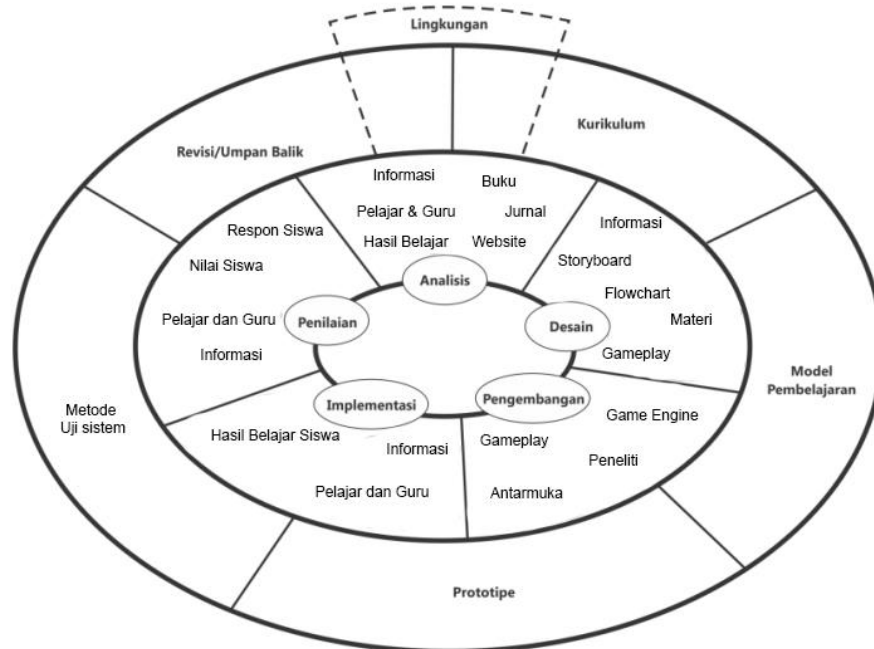 Lingkungan
Kurikulum
Revisi/Umpan Balik
Informasi
Buku
Pelajar & Guru
Jurnal
Hasil Belajar
Website
Analisis
Respon Siswa
Nilai Siswa
Pelajar dan Guru
Informasi
Penilaian
Informasi
Storyboard
Flowchart
Materi
Gameplay
Desain
Model
Pembelajaran
Metode
Uji sistem
Implementasi
Hasil Belajar Siswa
Informasi
Pelajar dan Guru
Pengembangan
Game Engine
Gameplay
Peneliti
Antarmuka
Prototipe